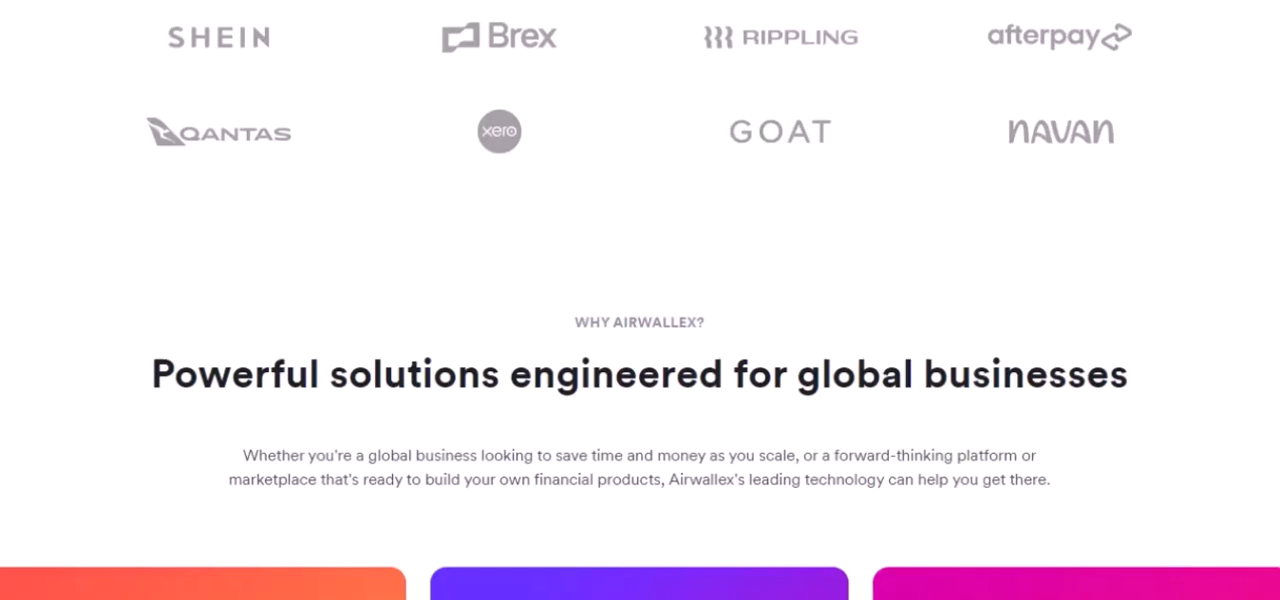 SHEIN Brex RIPPLING afterpay
QANTAS xero GOAT NAVAN
WHY AIRWALLEX?
Powerful solutions engineered for global businesses
Whether you're a global business looking to save time and money as you scale, or a forward-thinking platform or
marketplace that's ready to build your own financial products, Airwallex's leading technology can help you get there.